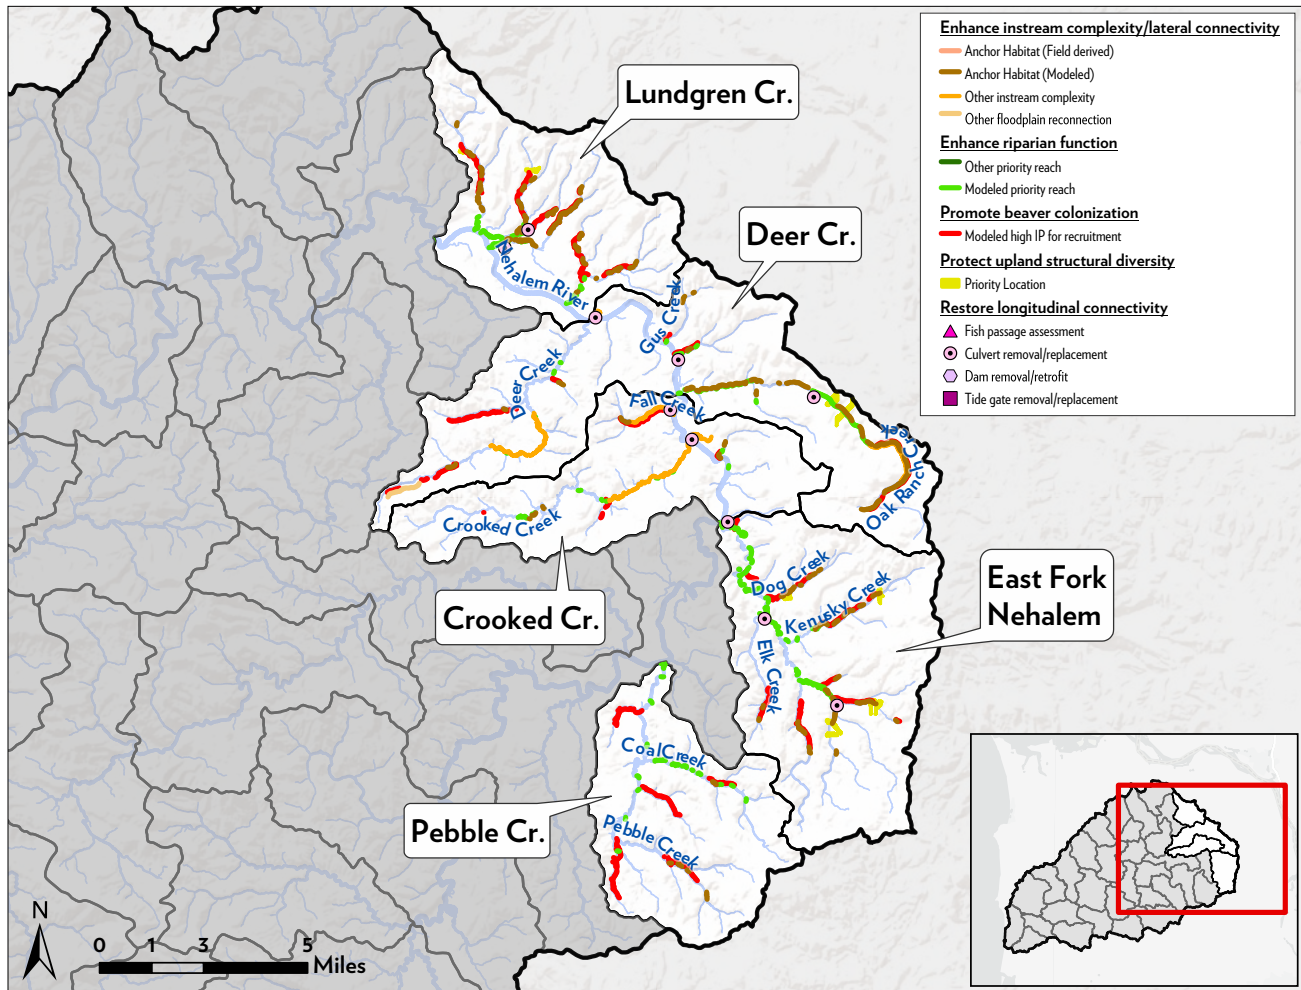 Enhance instream complexity/lateral connectivity
Anchor Habitat (Field derived)
Anchor Habitat (Modeled)
Other instream complexity
Other floodplain reconnection
Enhance riparian function
Other priority reach
Modeled priority reach
Promote beaver colonization
Modeled high IP for recruitment
Protect upland structural diversity
Priority Location
Restore longitudinal connectivity
Fish passage assessment
Culvert removal/replacement
Dam removal/retrofit
Tide gate removal/replacement
Lundgren Cr.
Deer Cr.
Nehalem River
Gus Creek
Deer Creek
Fall Creek
Oak Ranch Creek
Crooked Creek
Crooked Cr.
Dog Creek
Kenusky Creek
East Fork
Nehalem
Elk Creek
Coal Creek
Pebble Cr.
Pebble Creek
N
0 1 3 5
Miles